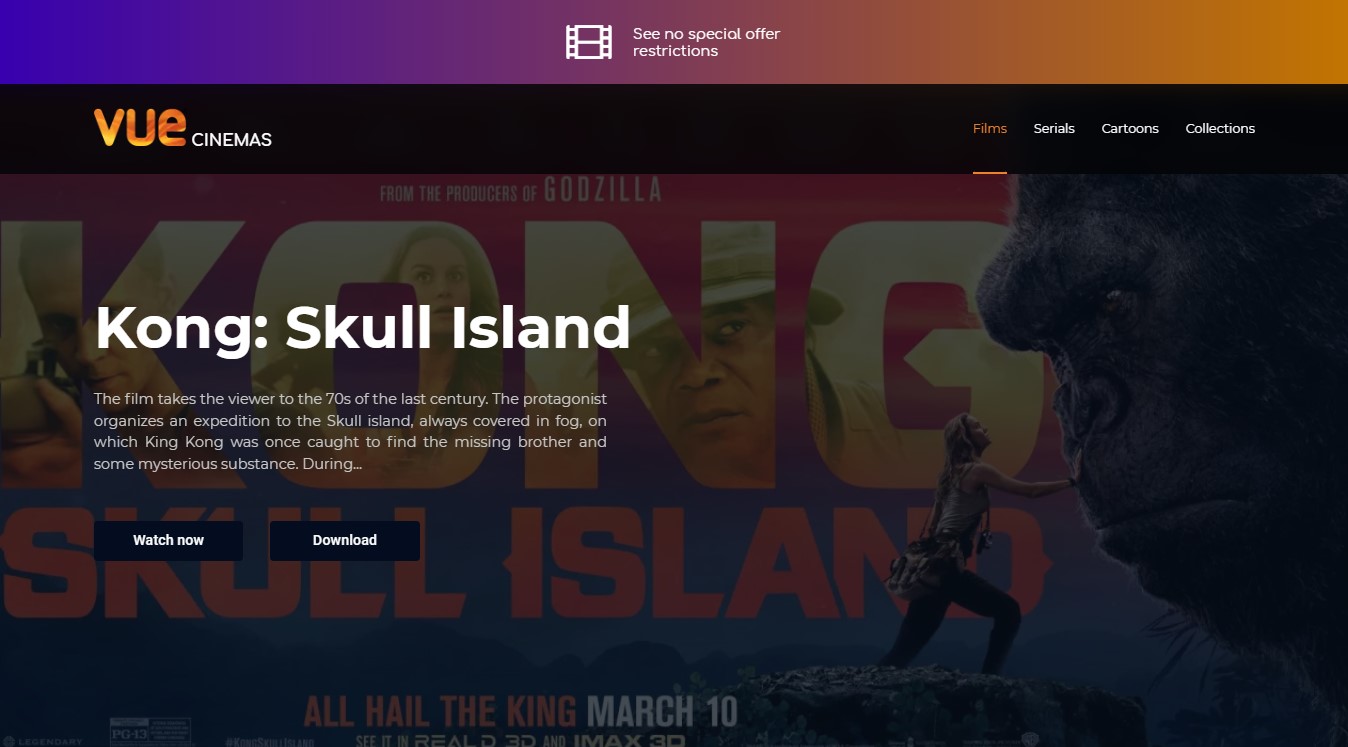 See no special offer
restrictions
vue CINEMAS
Films Serials Cartoons Collections
FROM THE PRODUCERS OF GODZILLA
KONG
Kong: Skull Island
The film takes the viewer to the 70s of the last century. The protagonist
organizes an expedition to the Skull island, always covered in fog, on
which King Kong was once caught to find the missing brother and
some mysterious substance. During...
Watch now Download
SKULL ISLAND
ALL HAIL THE KING MARCH 10
LEGENDARY PG-13 #KONGSKULLISLAND SEE IT IN REAL D 3D AND IMAX 3D